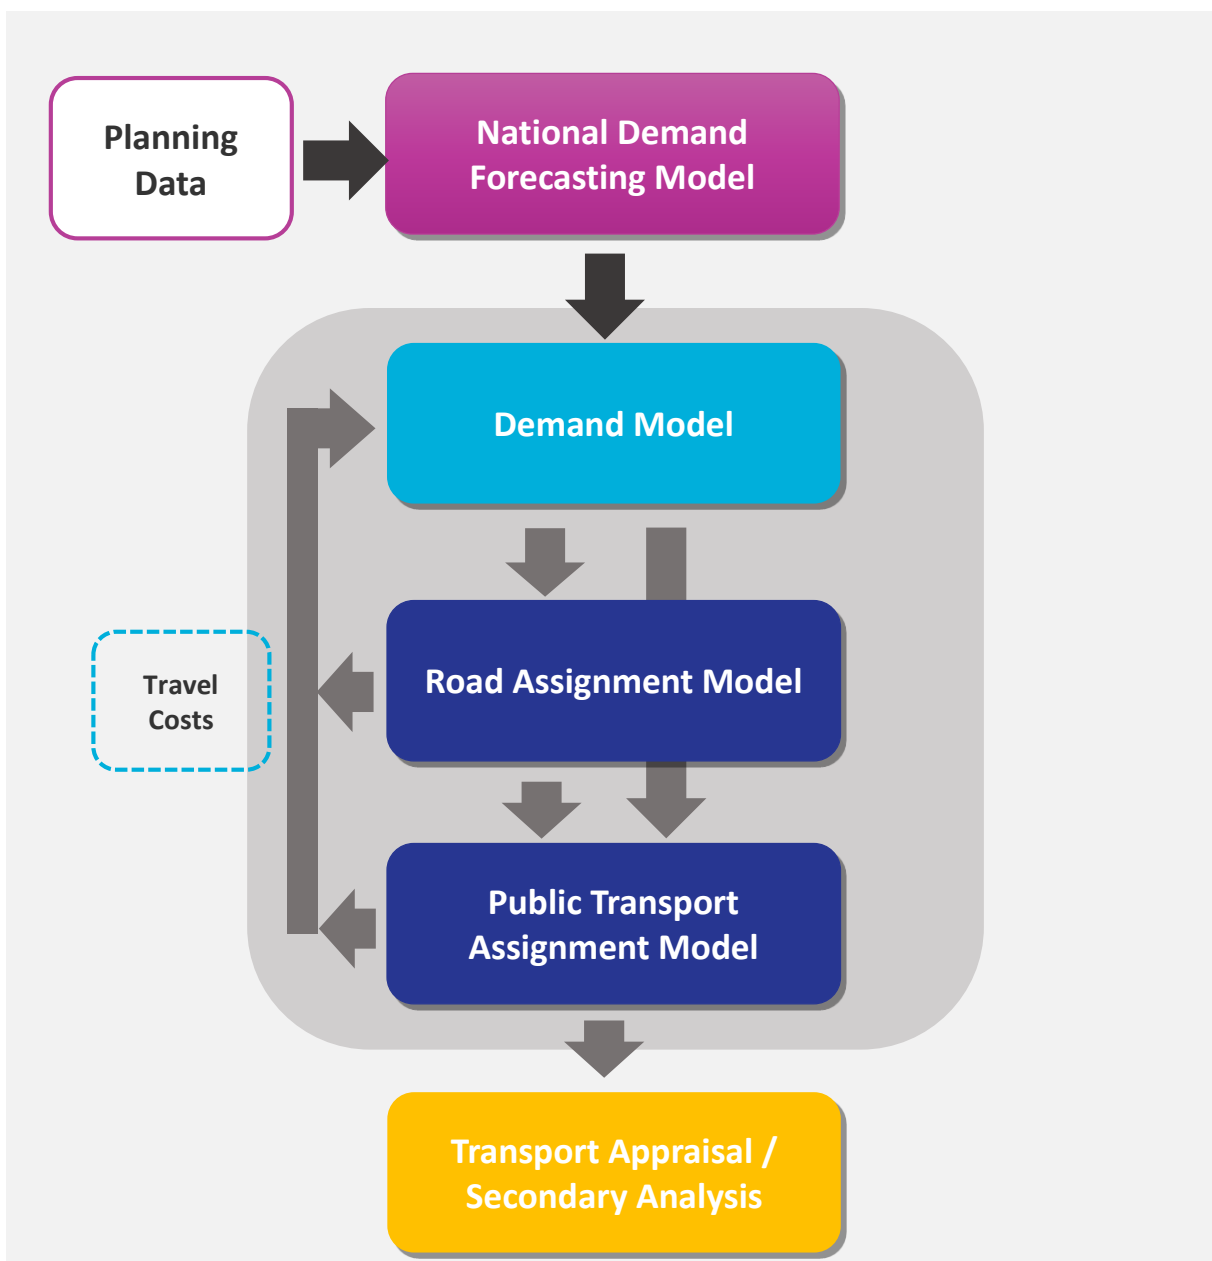 Planning
Data
National Demand
Forecasting Model
Demand Model
Road Assignment Model
Travel
Costs
Public Transport
Assignment Model
Transport Appraisal /
Secondary Analysis